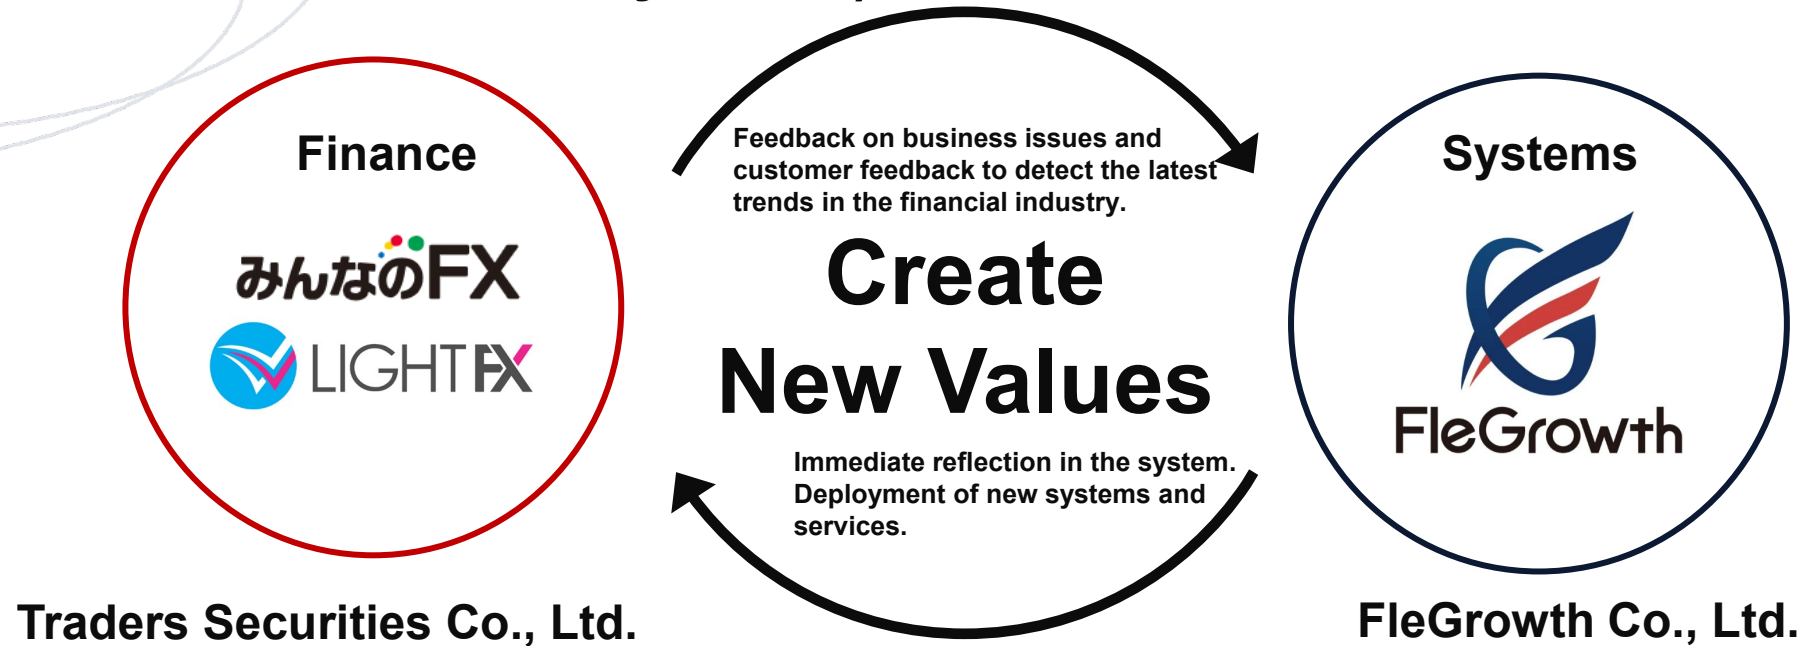 Finance
みんなのFX
LIGHT FX
Traders Securities Co., Ltd.
Feedback on business issues and
customer feedback to detect the latest
trends in the financial industry.
Create
New Values
Immediate reflection in the system.
Deployment of new systems and
services.
Systems
FleGrowth
FleGrowth Co., Ltd.